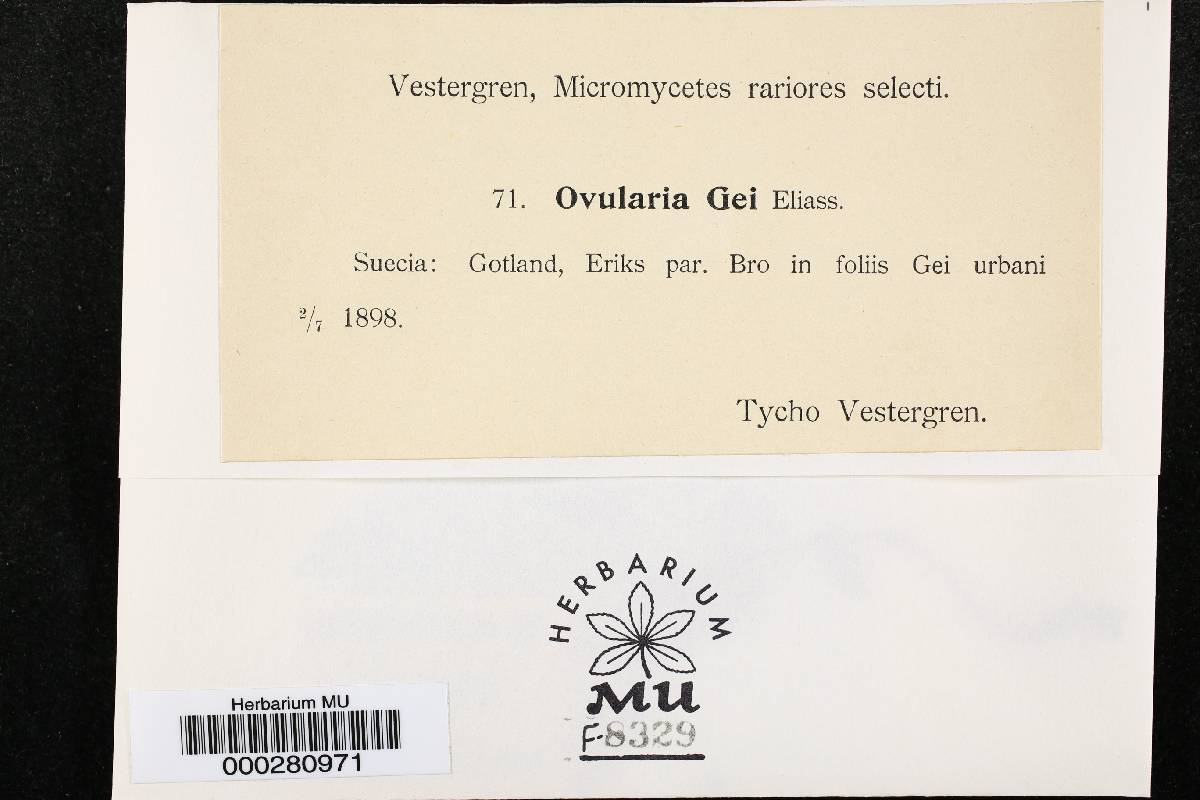 Vestergren, Micromycetes rariores selecti.
71. Ovularia Gei Eliass.
Suecia: Gotland, Eriks par. Bro in foliis Gei urbani
2/7 1898.
Tycho Vestergren.
HERBARIUM
MU
F-8329
Herbarium MU
000280971